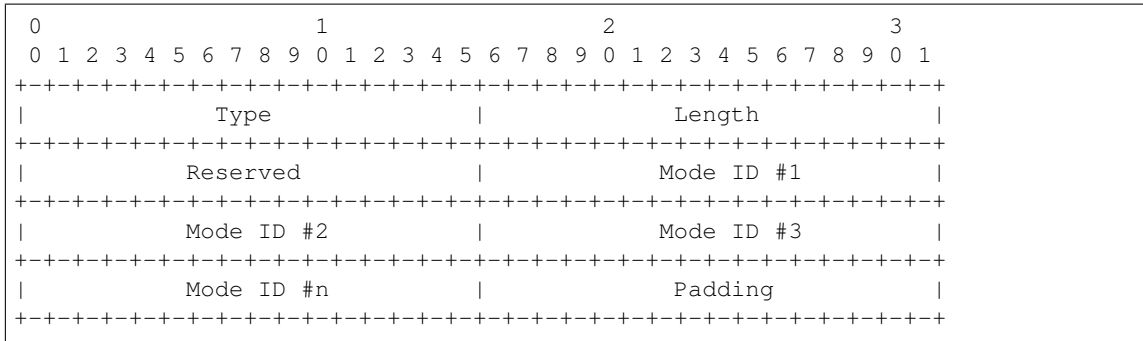 0                   1                   2                   3
 0 1 2 3 4 5 6 7 8 9 0 1 2 3 4 5 6 7 8 9 0 1 2 3 4 5 6 7 8 9 0 1
+-+-+-+-+-+-+-+-+-+-+-+-+-+-+-+-+-+-+-+-+-+-+-+-+-+-+-+-+-+-+-+-+
|             Type              |             Length            |
+-+-+-+-+-+-+-+-+-+-+-+-+-+-+-+-+-+-+-+-+-+-+-+-+-+-+-+-+-+-+-+-+
|           Reserved            |            Mode ID #1         |
+-+-+-+-+-+-+-+-+-+-+-+-+-+-+-+-+-+-+-+-+-+-+-+-+-+-+-+-+-+-+-+-+
|           Mode ID #2          |            Mode ID #3         |
+-+-+-+-+-+-+-+-+-+-+-+-+-+-+-+-+-+-+-+-+-+-+-+-+-+-+-+-+-+-+-+-+
|           Mode ID #n          |             Padding           |
+-+-+-+-+-+-+-+-+-+-+-+-+-+-+-+-+-+-+-+-+-+-+-+-+-+-+-+-+-+-+-+-+